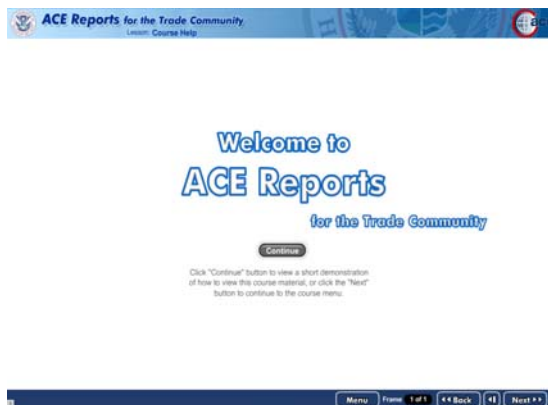 ACE Reports for the Trade Community
Lesson: Course Help
ac
Welcome to
ACE Reports
for the Trade Community
Continue
Click "Continue" button to view a short demonstration
of how to view this course material, or click the "Next"
button to continue to the course menu.
Menu Frame 1 of 1 Back Next